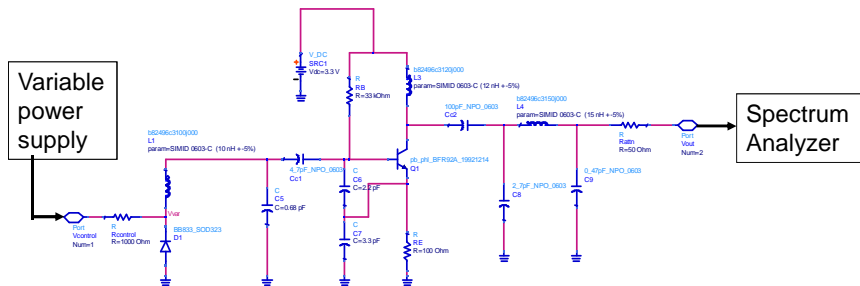 Variable
power
supply
Port
Vcontrol
Num=1
R
Rcontrol
R=1000 Ohm
b82496c3100j000
L1
param=SIMID 0603-C (10 nH +-5%)
Vvar
BB833_SOD323
D1
C
C5
C=0.68 pF
4_7pF_NPO_0603
Cc1
V_DC
SRC1
Vdc=3.3 V
R
RB
R=33 kOhm
C
C6
C=2.2 pF
C
C7
C=3.3 pF
b82496c3120j000
L3
param=SIMID 0603-C (12 nH +-5%)
pb_phl_BFR92A_19921214
Q1
R
RE
R=100 Ohm
100pF_NPO_0603
Cc2
2_7pF_NPO_0603
C8
b82496c3150j000
L4
param=SIMID 0603-C (15 nH +-5%)
0_47pF_NPO_0603
C9
R
Rattn
R=50 Ohm
Port
Vout
Num=2
Spectrum
Analyzer